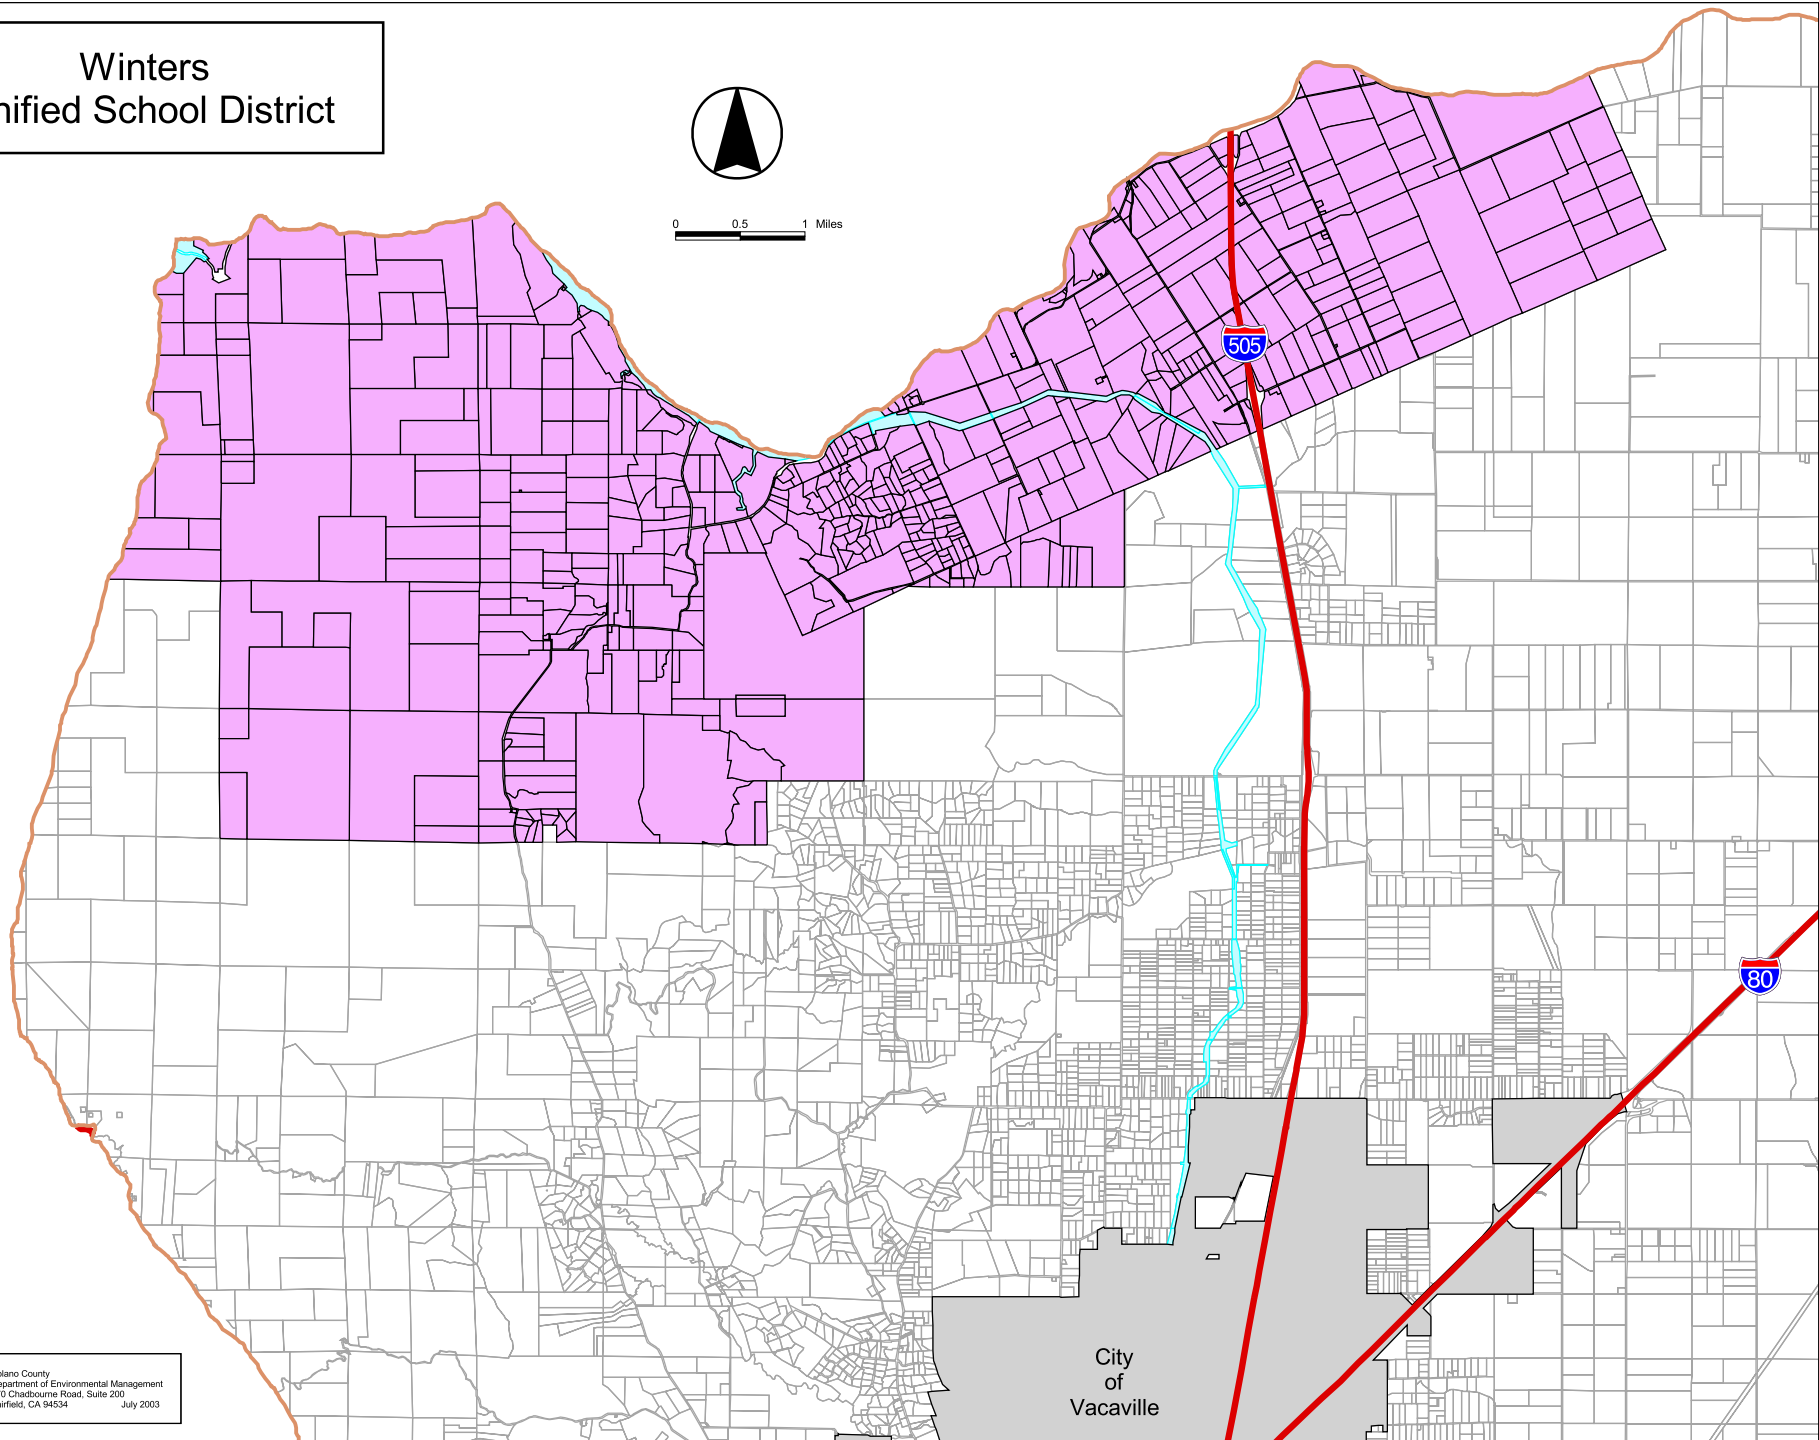 Winters
nified School District
0 0.5 1 Miles
505
80
City
of
Vacaville
olano County
epartment of Environmental Management
70 Chadbourne Road, Suite 200
airfield, CA 94534 July 2003